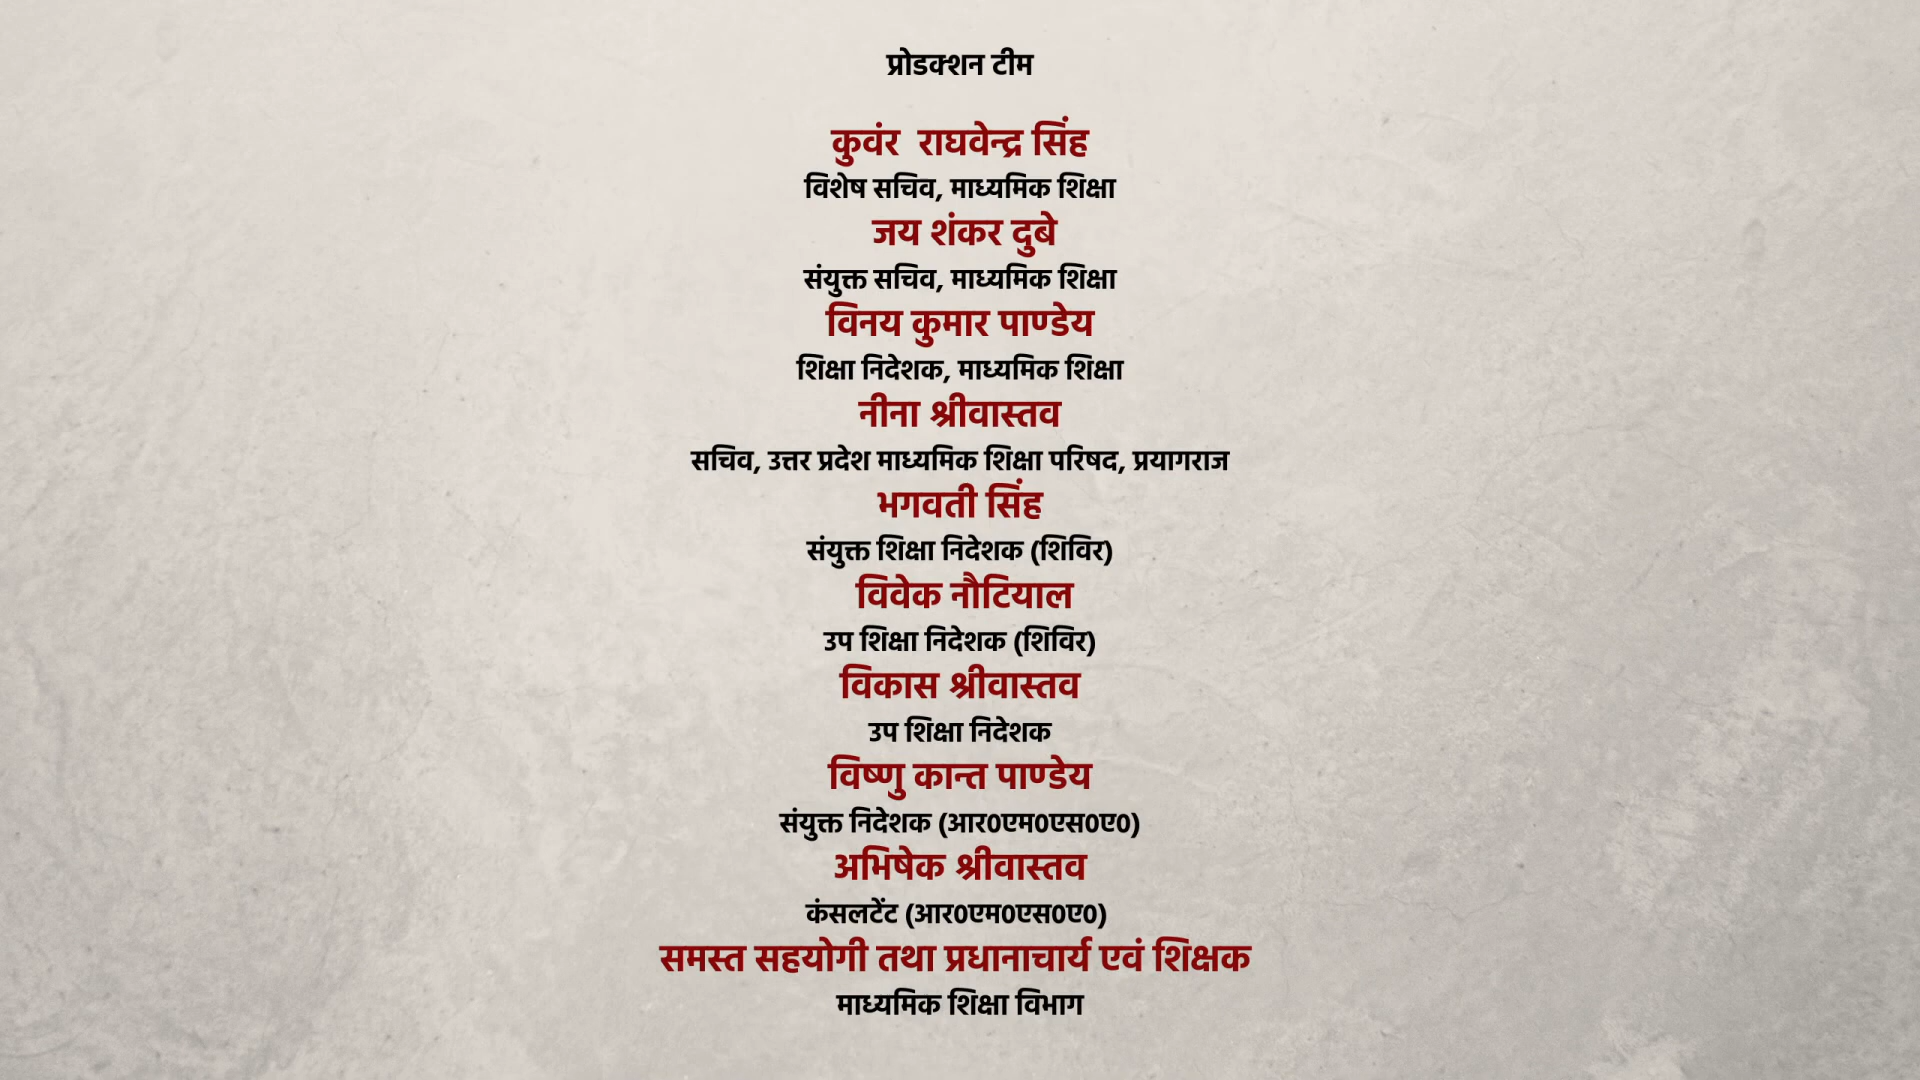 प्रोडक्शन टीम
कुवंर राघवेन्द्र सिंह
विशेष सचिव, माध्यमिक शिक्षा
जय शंकर दुबे
संयुक्त सचिव, माध्यमिक शिक्षा
विनय कुमार पाण्डेय
शिक्षा निदेशक, माध्यमिक शिक्षा
नीना श्रीवास्तव
सचिव, उत्तर प्रदेश माध्यमिक शिक्षा परिषद, प्रयागराज
भगवती सिंह
संयुक्त शिक्षा निदेशक (शिविर)
विवेक नौटियाल
उप शिक्षा निदेशक (शिविर)
विकास श्रीवास्तव
उप शिक्षा निदेशक
विष्णु कान्त पाण्डेय
संयुक्त निदेशक (आर०एम०एस०ए०)
अभिषेक श्रीवास्तव
कंसलटेंट (आर०एम०एस०ए०)
समस्त सहयोगी तथा प्रधानाचार्य एवं शिक्षक
माध्यमिक शिक्षा विभाग